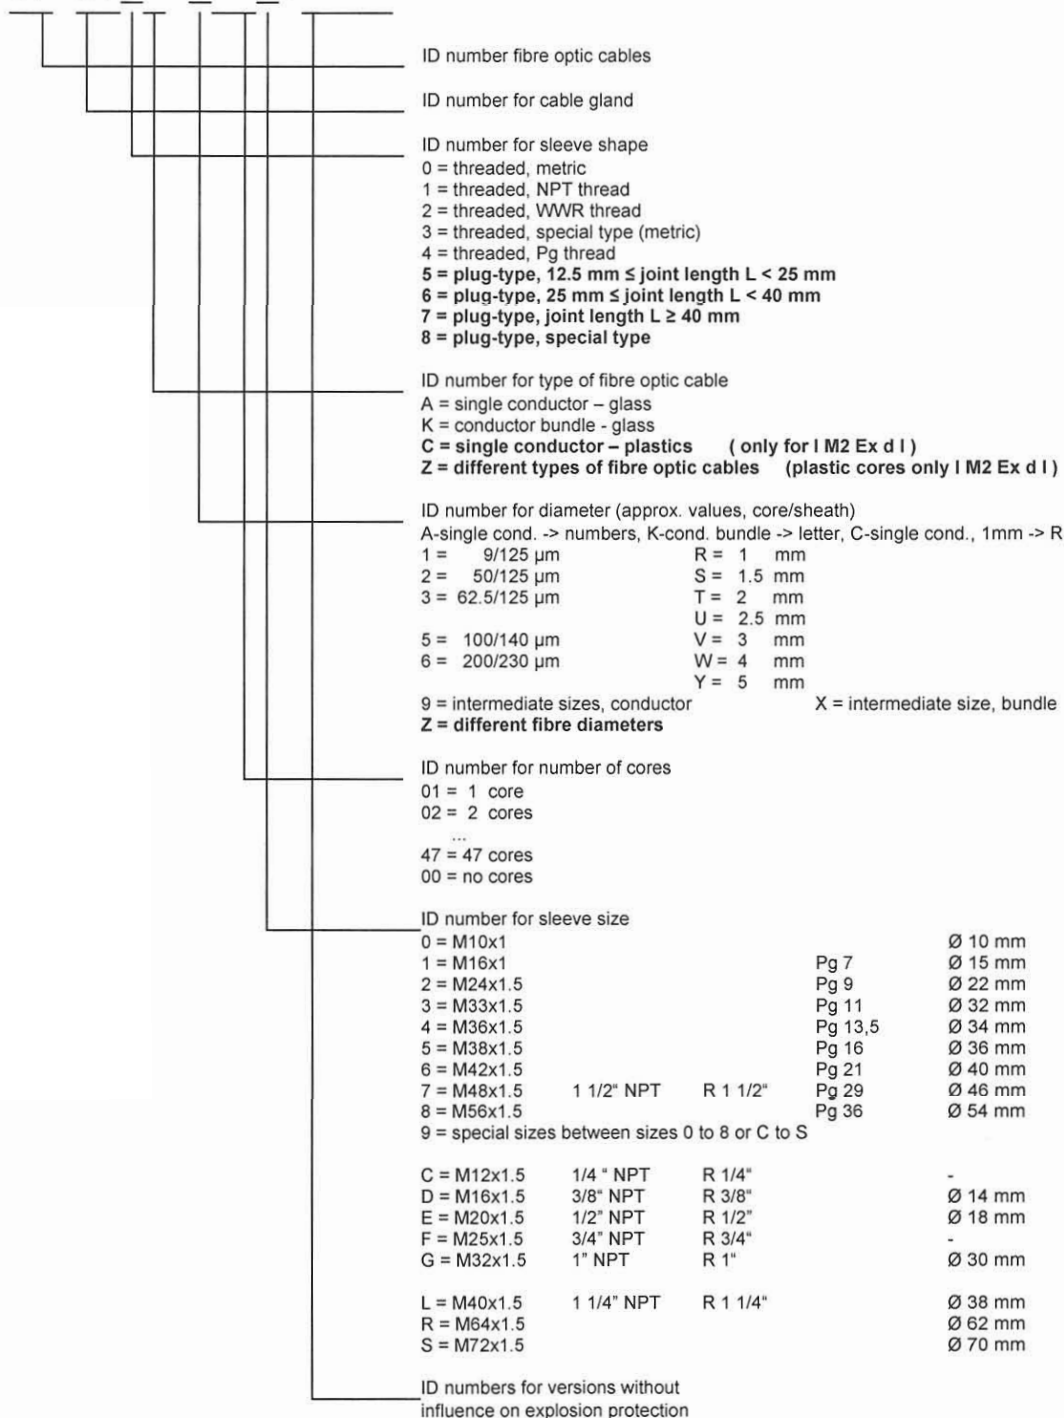 ID number fibre optic cables
ID number for cable gland
ID number for sleeve shape
0 = threaded, metric
1 = threaded, NPT thread
2 = threaded, WWR thread
3 = threaded, special type (metric)
4 = threaded, Pg thread
5 = plug-type, 12.5 mm ≤ joint length L < 25 mm
6 = plug-type, 25 mm ≤ joint length L < 40 mm
7 = plug-type, joint length L ≥ 40 mm
8 = plug-type, special type
ID number for type of fibre optic cable
A = single conductor – glass
K = conductor bundle - glass
C = single conductor – plastics ( only for I M2 Ex d I )
Z = different types of fibre optic cables (plastic cores only I M2 Ex d I )
ID number for diameter (approx. values, core/sheath)
A-single cond. -> numbers, K-cond. bundle -> letter, C-single cond., 1mm -> R
1 = 9/125 µm R = 1 mm
2 = 50/125 µm S = 1.5 mm
3 = 62.5/125 µm T = 2 mm
U = 2.5 mm
5 = 100/140 µm V = 3 mm
6 = 200/230 µm W = 4 mm
Y = 5 mm
9 = intermediate sizes, conductor X = intermediate size, bundle
Z = different fibre diameters
ID number for number of cores
01 = 1 core
02 = 2 cores
...
47 = 47 cores
00 = no cores
ID number for sleeve size
0 = M10x1 Ø 10 mm
1 = M16x1 Pg 7 Ø 15 mm
2 = M24x1.5 Pg 9 Ø 22 mm
3 = M33x1.5 Pg 11 Ø 32 mm
4 = M36x1.5 Pg 13,5 Ø 34 mm
5 = M38x1.5 Pg 16 Ø 36 mm
6 = M42x1.5 Pg 21 Ø 40 mm
7 = M48x1.5 1 1/2" NPT R 1 1/2" Pg 29 Ø 46 mm
8 = M56x1.5 Pg 36 Ø 54 mm
9 = special sizes between sizes 0 to 8 or C to S
C = M12x1.5 1/4 " NPT R 1/4" -
D = M16x1.5 3/8" NPT R 3/8" Ø 14 mm
E = M20x1.5 1/2" NPT R 1/2" Ø 18 mm
F = M25x1.5 3/4" NPT R 3/4" -
G = M32x1.5 1" NPT R 1" Ø 30 mm
L = M40x1.5 1 1/4" NPT R 1 1/4" Ø 38 mm
R = M64x1.5 Ø 62 mm
S = M72x1.5 Ø 70 mm
ID numbers for versions without
influence on explosion protection